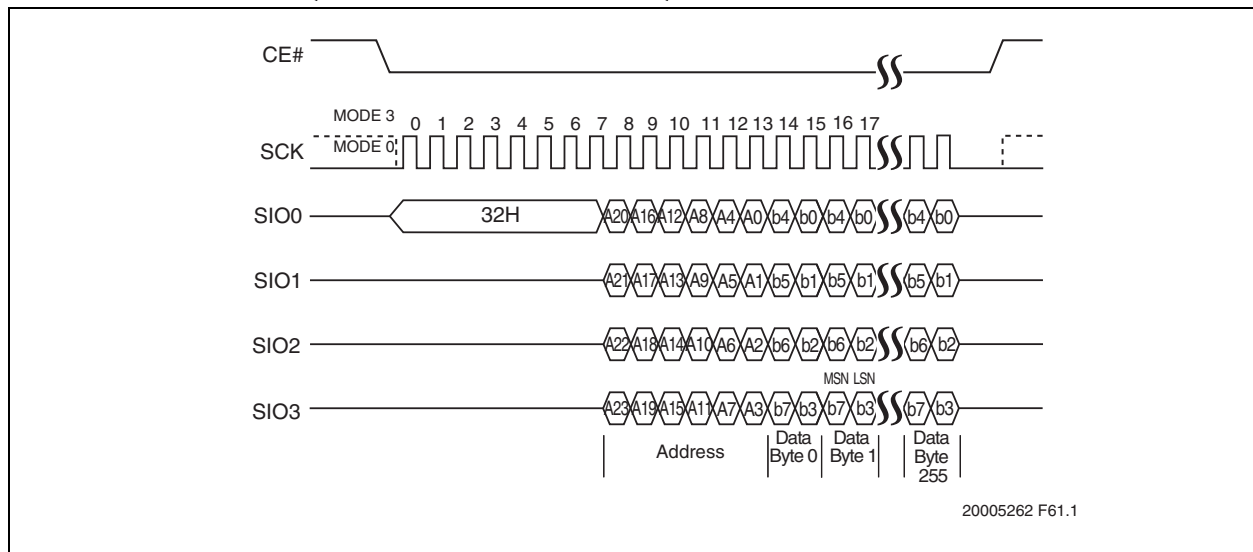 CE#
MODE 3
0 1 2 3 4 5 6 7 8 9 10 11 12 13 14 15 16 17
SCK
MODE 0
SIO0
32H
A20 A16 A12 A8 A4 A0 b4 b0 b4 b0 b4 b0
SIO1
A21 A17 A13 A9 A5 A1 b5 b1 b5 b1 b5 b1
SIO2
A22 A18 A14 A10 A6 A2 b6 b2 b6 b2 b6 b2
MSN LSN
SIO3
A23 A19 A15 A11 A7 A3 b7 b3 b7 b3 b7 b3
Address
Data
Byte 0
Data
Byte 1
Data
Byte
255
20005262 F61.1